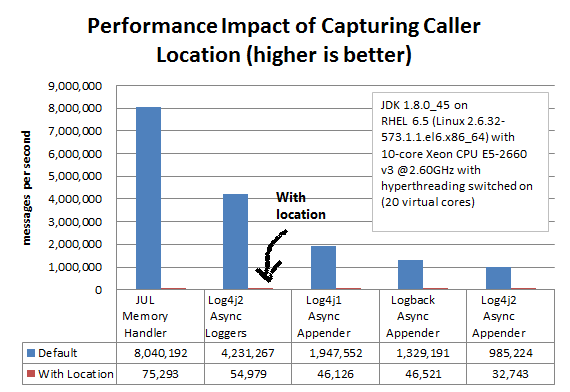 Performance Impact of Capturing Caller
Location (higher is better)
messages per second
9,000,000
8,000,000
7,000,000
6,000,000
5,000,000
4,000,000
3,000,000
2,000,000
1,000,000
0
JDK 1.8.0_45 on
RHEL 6.5 (Linux 2.6.32-
573.1.1.el6.x86_64) with
10-core Xeon CPU E5-2660
v3 @2.60GHz with
hyperthreading switched on
(20 virtual cores)
With
location
JUL Log4j2 Log4j1 Logback Log4j2
Memory Async Async Async Async
Handler Loggers Appender Appender Appender
Default 8,040,192 4,231,267 1,947,552 1,329,191 985,224
With Location 75,293 54,979 46,126 46,521 32,743